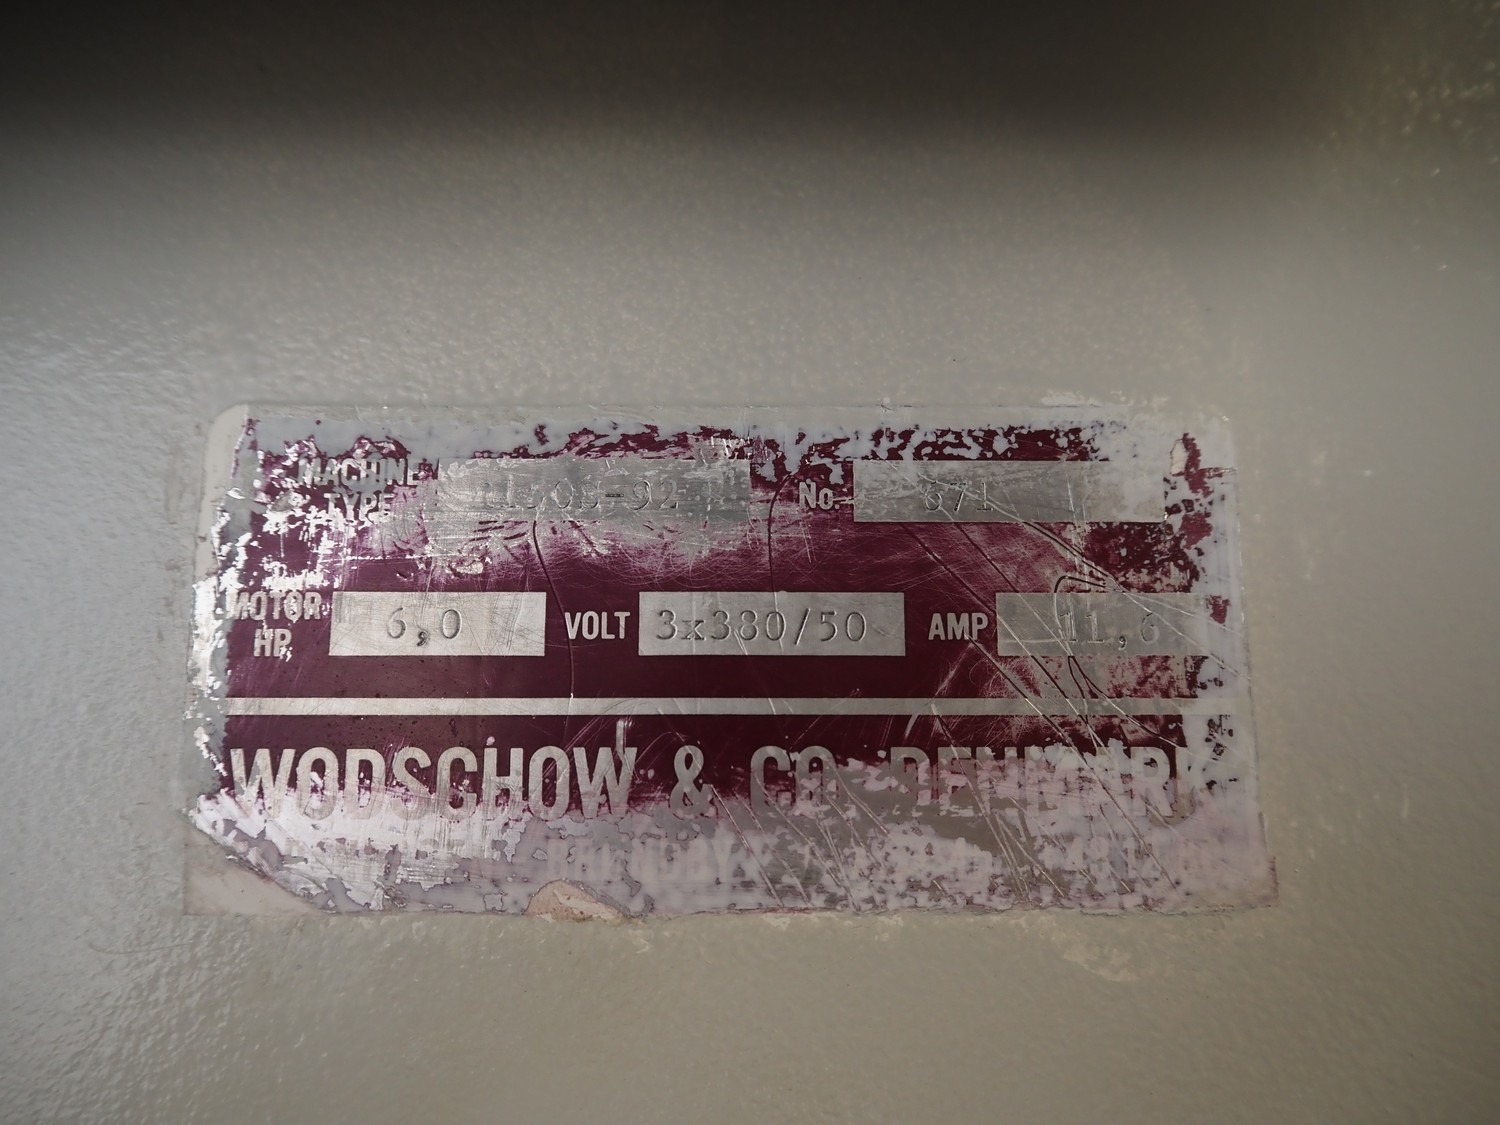 MACHINE TYPE No. 671
MOTOR HP. 6,0 VOLT 3x380/50 AMP 11,6
WODSCHOW & CO. DENMARK